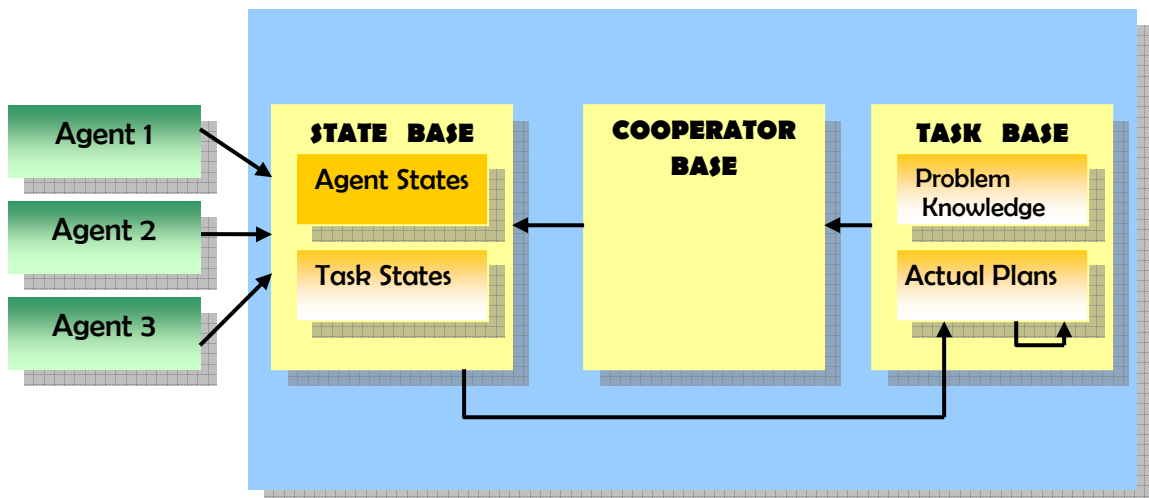 Agent 1
Agent 2
Agent 3
STATE BASE
Agent States
Task States
COOPERATOR
BASE
TASK BASE
Problem
Knowledge
Actual Plans